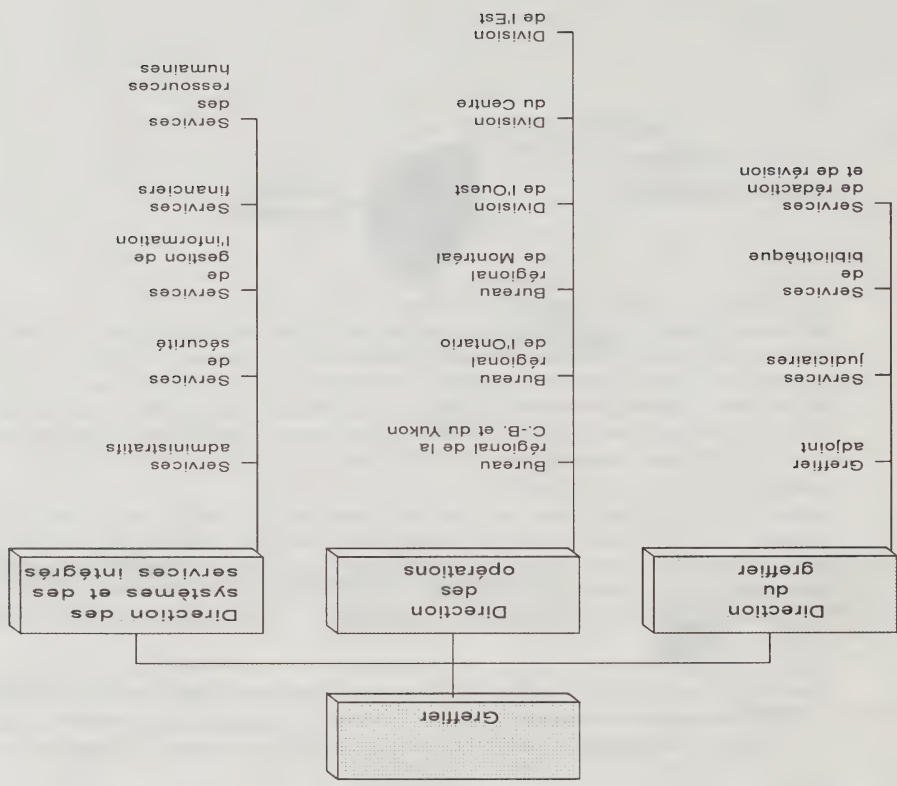 Greffier
Direction
du
greffier
Greffier
adjoint
Services
judiciaires
Services
de
bibliothèque
Services
de rédaction
et de révision
Direction
des
opérations
Bureau
régional de la
C.-B. et du Yukon
Bureau
régional
de l'Ontario
Bureau
régional
de Montréal
Division
de l'Ouest
Division
du Centre
Division
de l'Est
Direction des
systèmes et des
services intégrés
Services
administratifs
Services
de
sécurité
Services
de
gestion de
l'information
Services
financiers
Services
des
ressources
humaines